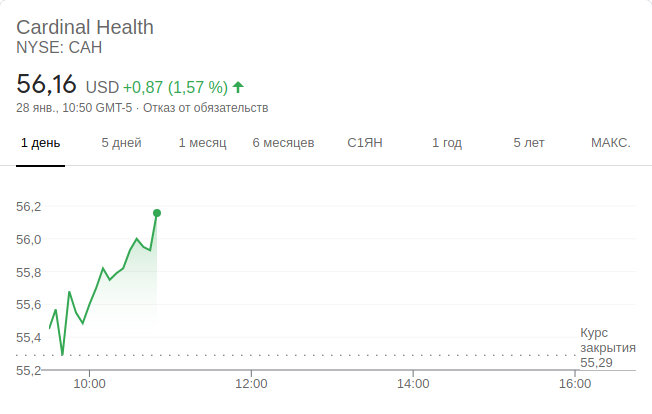 Cardinal Health
NYSE: CAH
56,16 USD +0,87 (1,57 %)
28 янв., 10:50 GMT-5 · Отказ от обязательств
1 день 5 дней 1 месяц 6 месяцев С1ЯН 1 год 5 лет МАКС.
56,2
56,0
55,8
55,6
55,4
55,2
Курс
закрытия
55,29
10:00 12:00 14:00 16:00